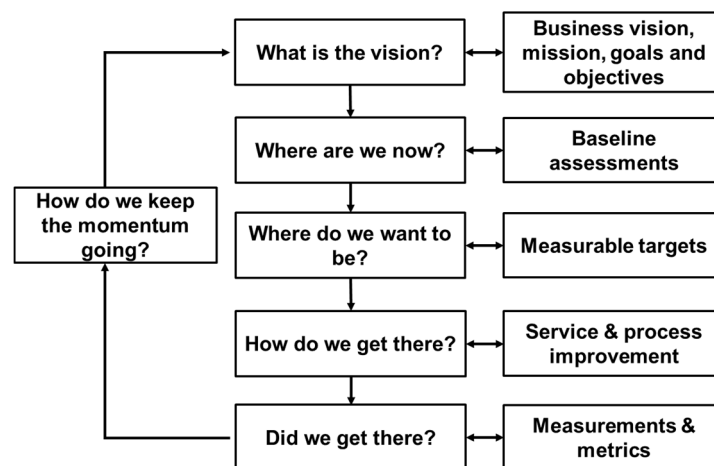 What is the vision?
Business vision,
mission, goals and
objectives
Where are we now?
Baseline
assessments
How do we keep
the momentum
going?
Where do we want to
be?
Measurable targets
How do we get there?
Service & process
improvement
Did we get there?
Measurements &
metrics